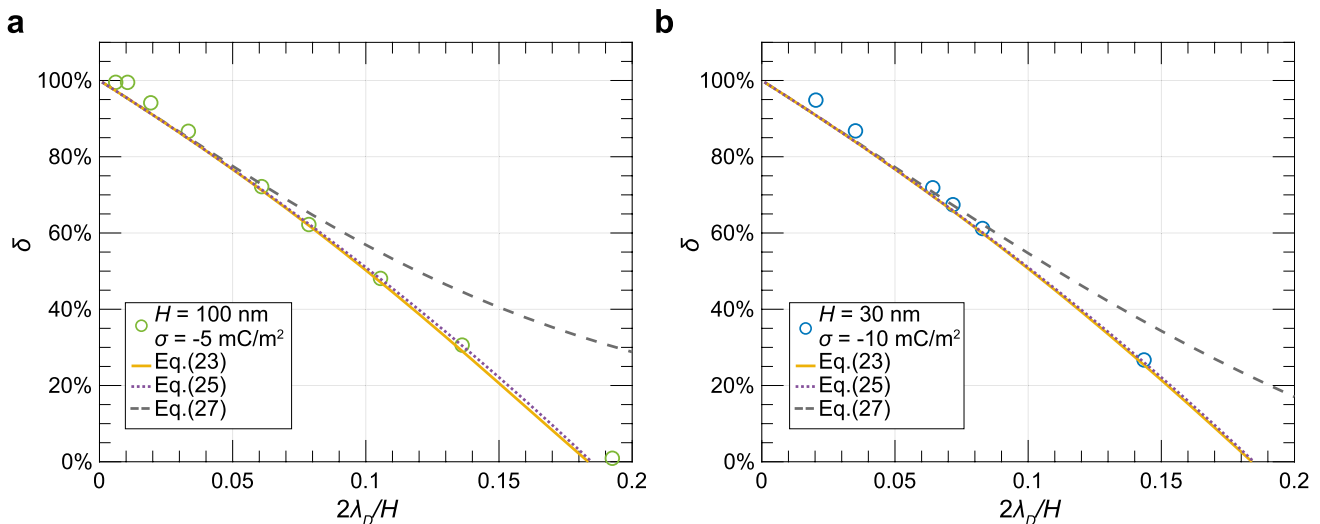 a
100%
80%
60%
40%
20%
0%
δ
H = 100 nm
σ = -5 mC/m²
Eq.(23)
Eq.(25)
Eq.(27)
0 0.05 0.1 0.15 0.2
2λ_D/H
b
100%
80%
60%
40%
20%
0%
δ
H = 30 nm
σ = -10 mC/m²
Eq.(23)
Eq.(25)
Eq.(27)
0 0.05 0.1 0.15 0.2
2λ_D/H